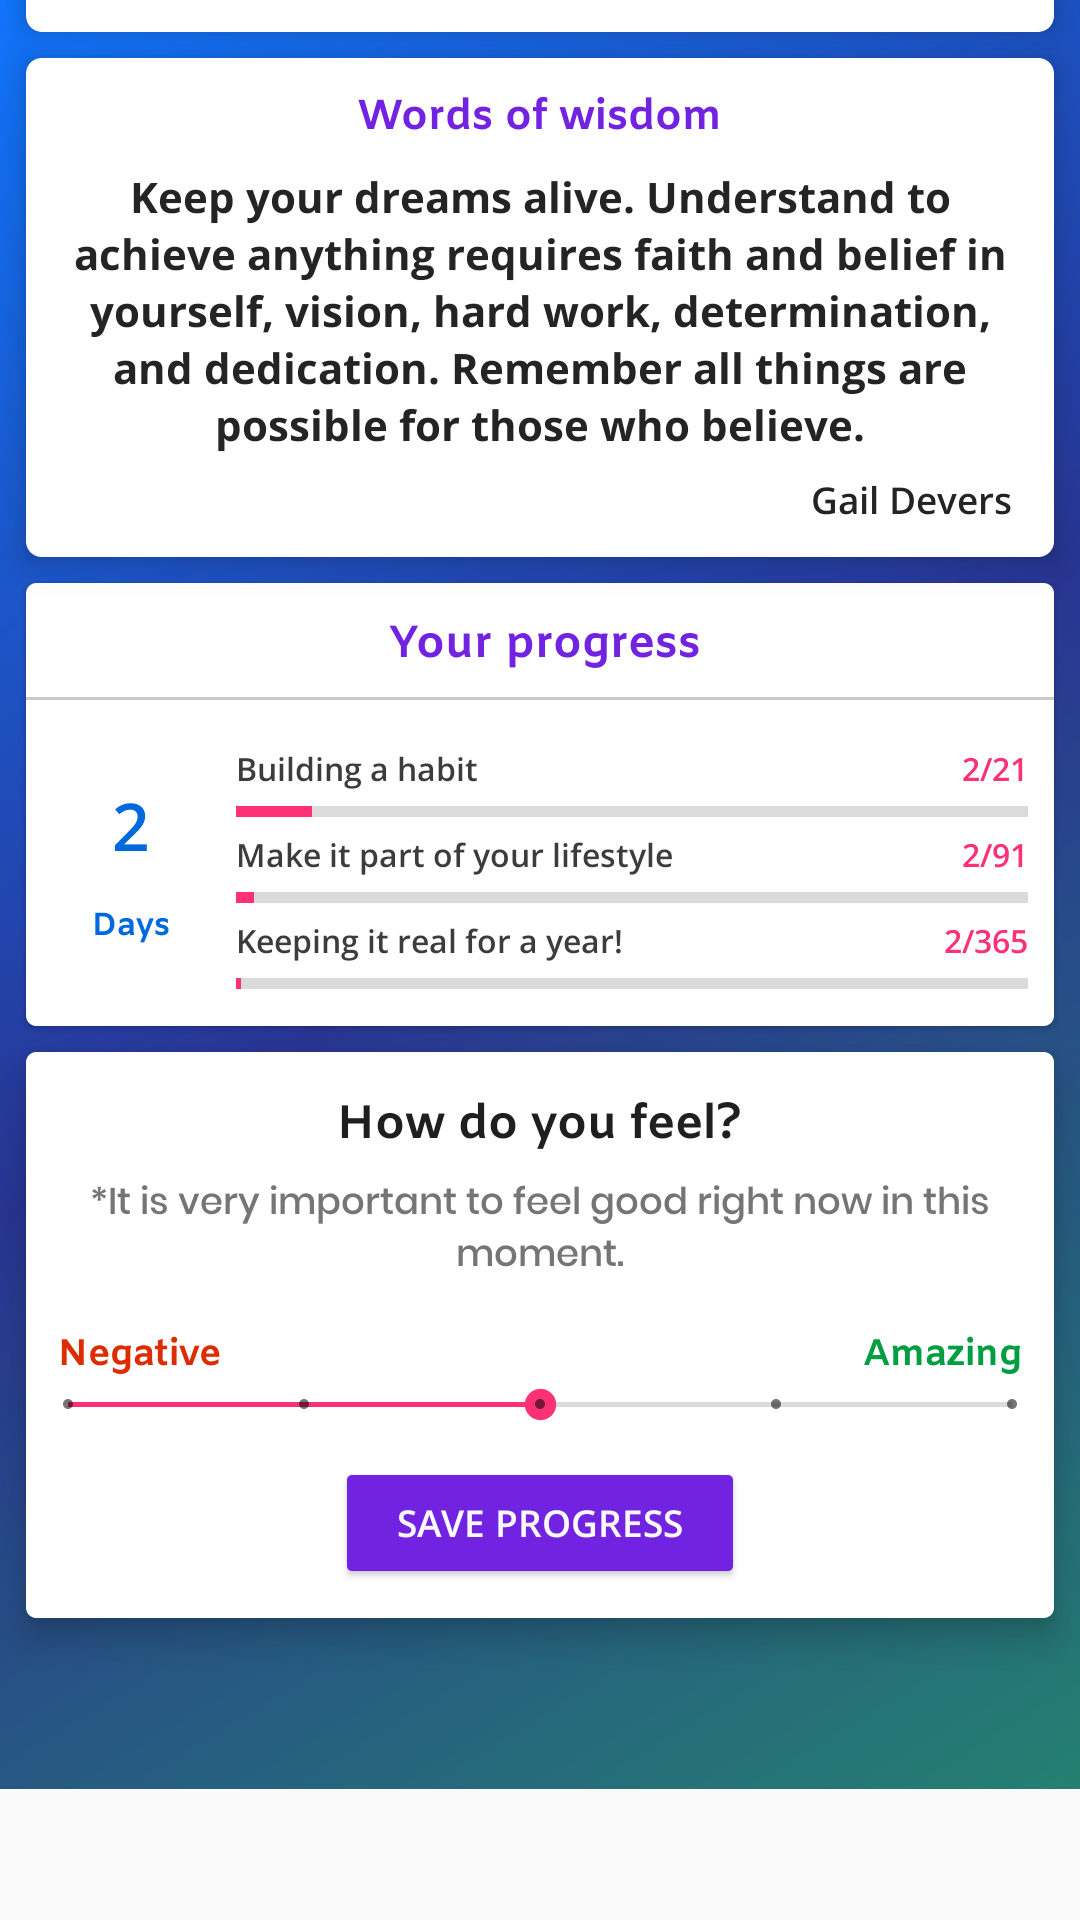 Words of wisdom
Keep your dreams alive. Understand to
achieve anything requires faith and belief in
yourself, vision, hard work, determination,
and dedication. Remember all things are
possible for those who believe.
Gail Devers
Your progress
2
Days
Building a habit 2/21
Make it part of your lifestyle 2/91
Keeping it real for a year! 2/365
How do you feel?
*It is very important to feel good right now in this
moment.
Negative Amazing
SAVE PROGRESS